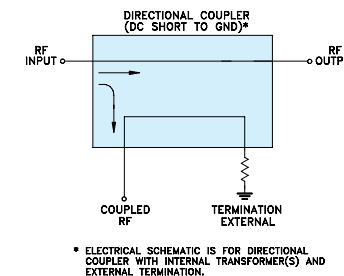 DIRECTIONAL COUPLER
(DC SHORT TO GND)*
RF
INPUT
RF
OUTP
COUPLED
RF
TERMINATION
EXTERNAL
* ELECTRICAL SCHEMATIC IS FOR DIRECTIONAL
COUPLER WITH INTERNAL TRANSFORMER(S) AND
EXTERNAL TERMINATION.